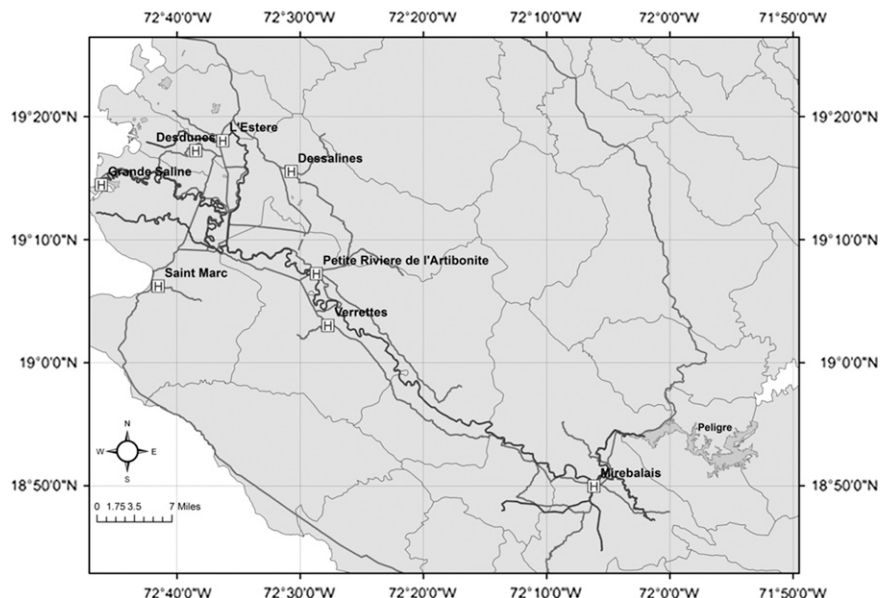 72°40'0"W 72°30'0"W 72°20'0"W 72°10'0"W 72°0'0"W 71°50'0"W
19°20'0"N 19°20'0"N
L'Estere
Desdunes
H H
Dessalines
H
Grande Saline
H
19°10'0"N 19°10'0"N
Petite Riviere de l'Artibonite
H
Saint Marc
H
Verrettes
H
19°0'0"N 19°0'0"N
Peligre
N
W E
S
Mirebalais
H
18°50'0"N 18°50'0"N
0 1.75 3.5 7 Miles
72°40'0"W 72°30'0"W 72°20'0"W 72°10'0"W 72°0'0"W 71°50'0"W